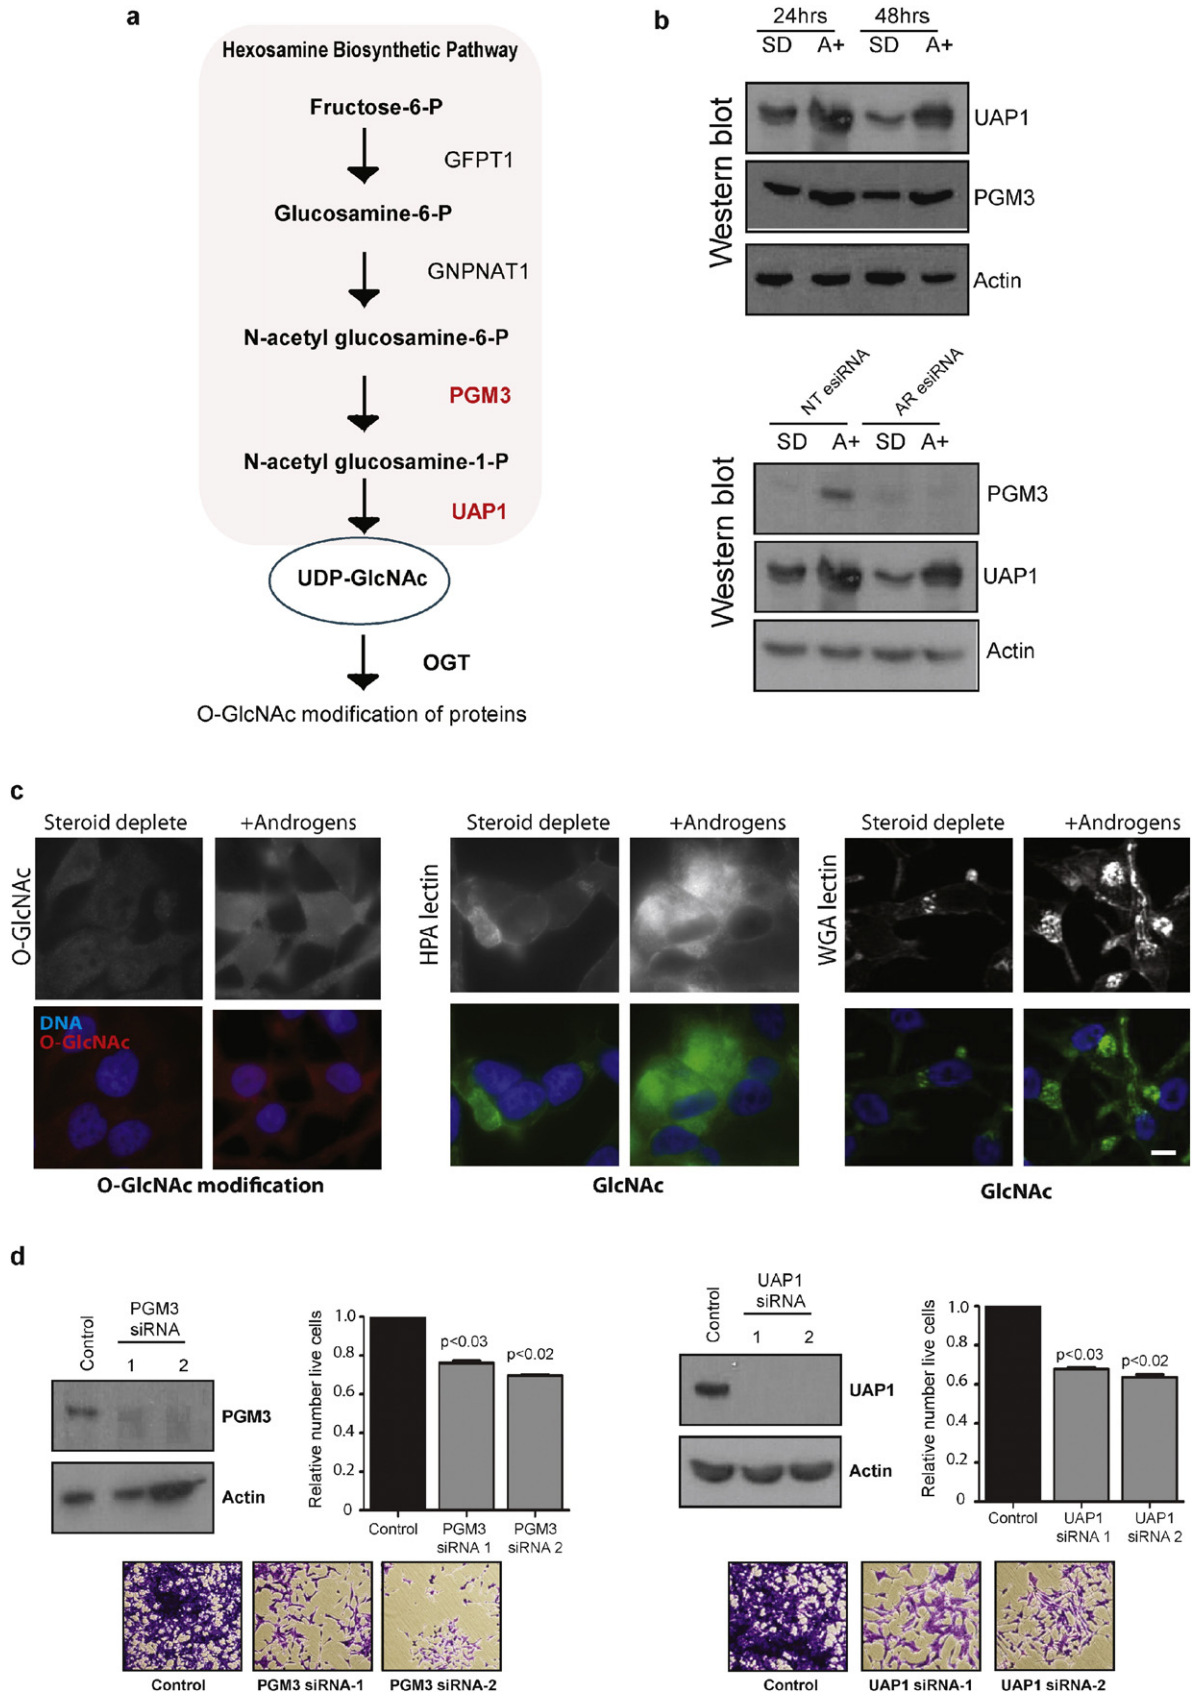 a
Hexosamine Biosynthetic Pathway
Fructose-6-P
GFPT1
Glucosamine-6-P
GNPNAT1
N-acetyl glucosamine-6-P
PGM3
N-acetyl glucosamine-1-P
UAP1
UDP-GlcNAc
OGT
O-GlcNAc modification of proteins
b
24hrs 48hrs
SD A+ SD A+
Western blot
UAP1
PGM3
Actin
NT esiRNA AR esiRNA
SD A+ SD A+
Western blot
PGM3
UAP1
Actin
c
Steroid deplete +Androgens
O-GlcNAc
DNA
O-GlcNAc
O-GlcNAc modification
Steroid deplete +Androgens
HPA lectin
GlcNAc
Steroid deplete +Androgens
WGA lectin
GlcNAc
d
Control
PGM3
siRNA
1 2
PGM3
Actin
Relative number live cells
1.0
0.8
0.6
0.4
0.2
0
p<0.03
p<0.02
Control
PGM3
siRNA 1
PGM3
siRNA 2
Control
PGM3 siRNA-1
PGM3 siRNA-2
Control
UAP1
siRNA
1 2
UAP1
Actin
Relative number live cells
1.0
0.8
0.6
0.4
0.2
0
p<0.03
p<0.02
Control
UAP1
siRNA 1
UAP1
siRNA 2
Control
UAP1 siRNA-1
UAP1 siRNA-2